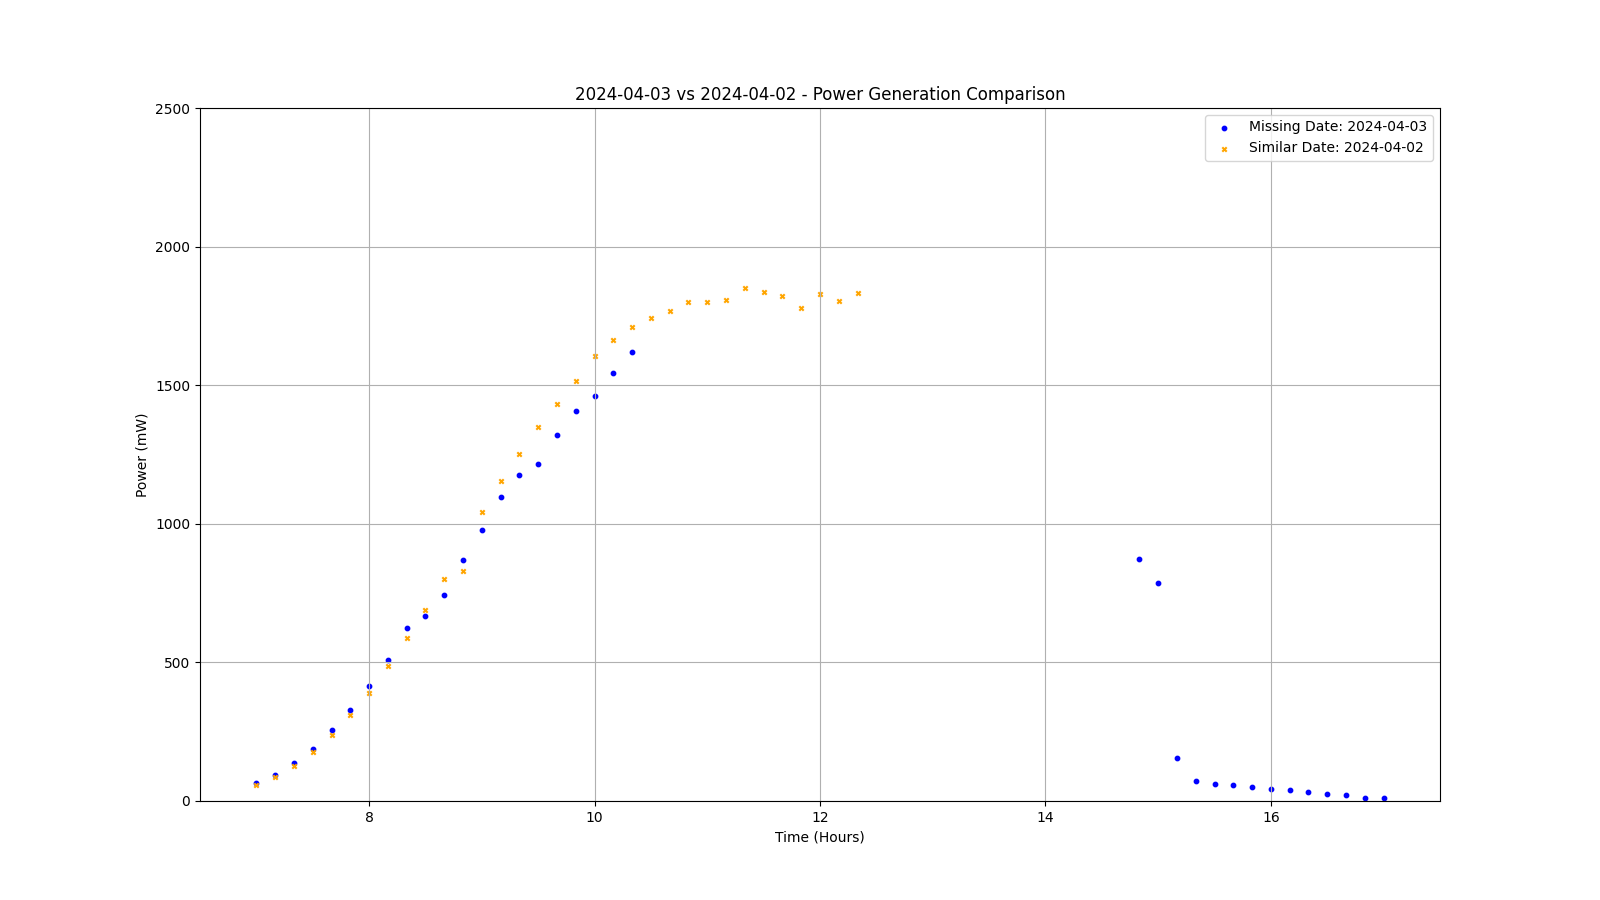 2024-04-03 vs 2024-04-02 - Power Generation Comparison
Missing Date: 2024-04-03
Similar Date: 2024-04-02
2500
2000
1500
1000
500
0
Power (mW)
8 10 12 14 16
Time (Hours)